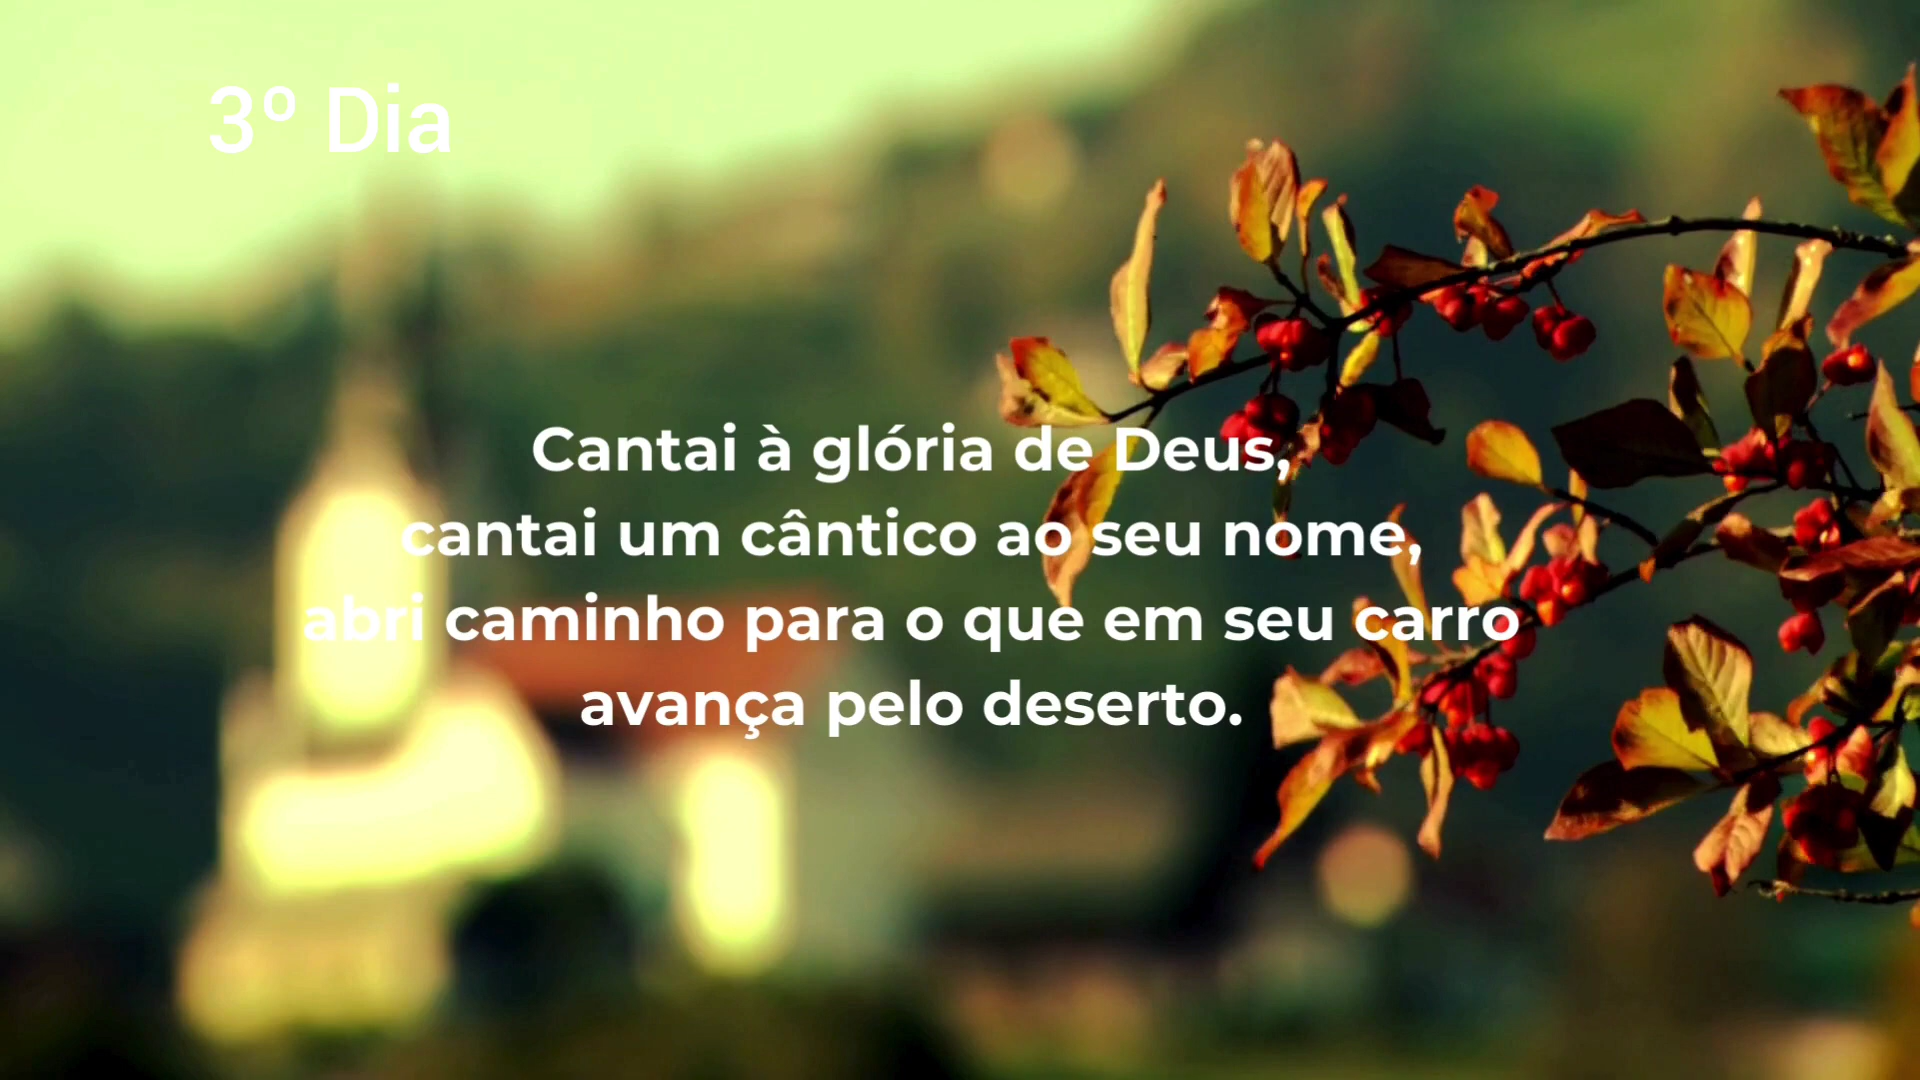 3º Dia
Cantai à glória de Deus,
cantai um cântico ao seu nome,
abri caminho para o que em seu carro
avança pelo deserto.